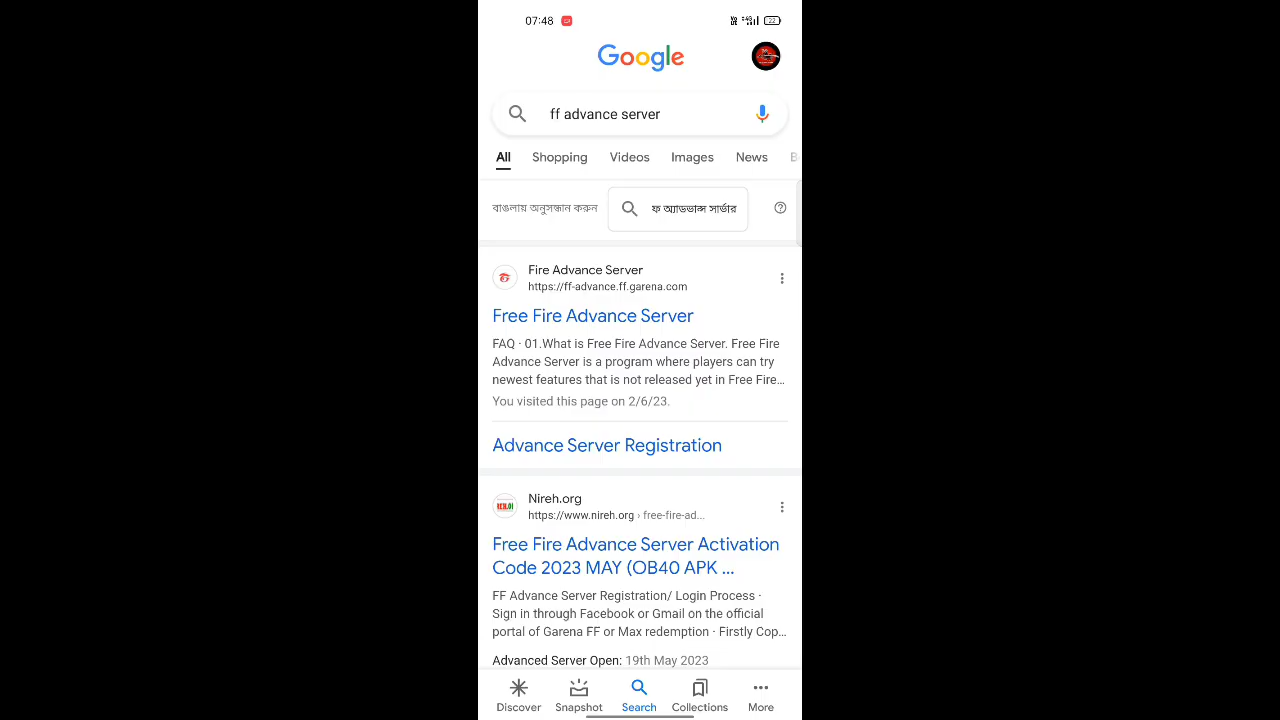 07:48
22
Google
ff advance server
All Shopping Videos Images News B
বাঙলায় অনুসন্ধান করুন ফ অ্যাডভান্স সার্ভার
Fire Advance Server
https://ff-advance.ff.garena.com
Free Fire Advance Server
FAQ · 01.What is Free Fire Advance Server. Free Fire
Advance Server is a program where players can try
newest features that is not released yet in Free Fire...
You visited this page on 2/6/23.
Advance Server Registration
Nireh.org
https://www.nireh.org › free-fire-ad...
Free Fire Advance Server Activation
Code 2023 MAY (OB40 APK ...
FF Advance Server Registration/ Login Process ·
Sign in through Facebook or Gmail on the official
portal of Garena FF or Max redemption · Firstly Cop...
Advanced Server Open: 19th May 2023
Discover Snapshot Search Collections More